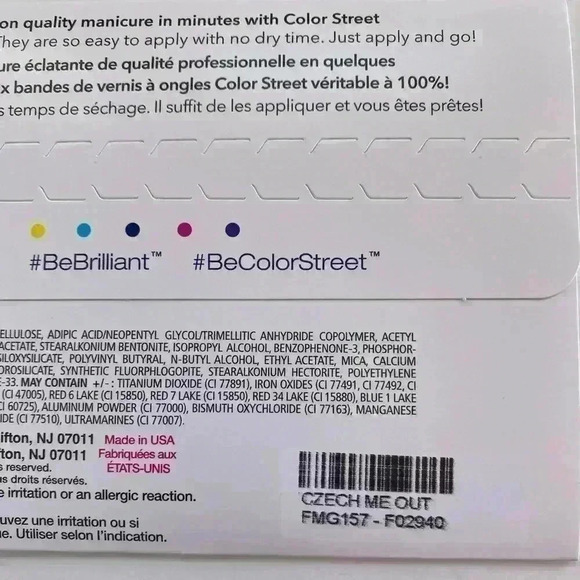 on quality manicure in minutes with Color Street
They are so easy to apply with no dry time. Just apply and go!
ure éclatante de qualité professionnelle en quelques
x bandes de vernis à ongles Color Street véritable à 100%!
s temps de séchage. Il suffit de les appliquer et vous êtes prêtes!
#BeBrilliant™ #BeColorStreet™
ELLULOSE, ADIPIC ACID/NEOPENTYL GLYCOL/TRIMELLITIC ANHYDRIDE COPOLYMER, ACETYL
ACETATE, STEARALKONIUM BENTONITE, ISOPROPYL ALCOHOL, BENZOPHENONE-3, PHOSPHOR-
SILOXYSILICATE, POLYVINYL BUTYRAL, N-BUTYL ALCOHOL, ETHYL ACETATE, MICA, CALCIUM
OROSILICATE, SYNTHETIC FLUORPHLOGOPITE, STEARALKONIUM HECTORITE, POLYETHYLENE
E-33. MAY CONTAIN +/-: TITANIUM DIOXIDE (CI 77891), IRON OXIDES (CI 77491, CI 77492, CI
(CI 47005), RED 6 LAKE (CI 15850), RED 7 LAKE (CI 15850), RED 34 LAKE (CI 15880), BLUE 1 LAKE
CI 60725), ALUMINUM POWDER (CI 77000), BISMUTH OXYCHLORIDE (CI 77163), MANGANESE
IDE (CI 77510), ULTRAMARINES (CI 77007).
lifton, NJ 07011 Made in USA
fton, NJ 07011 Fabriquées aux
s reserved. ÉTATS-UNIS
s droits réservés.
e irritation or an allergic reaction.
uvez une irritation ou si
ue. Utiliser selon l'indication.
CZECH ME OUT
FMG157 - F02940